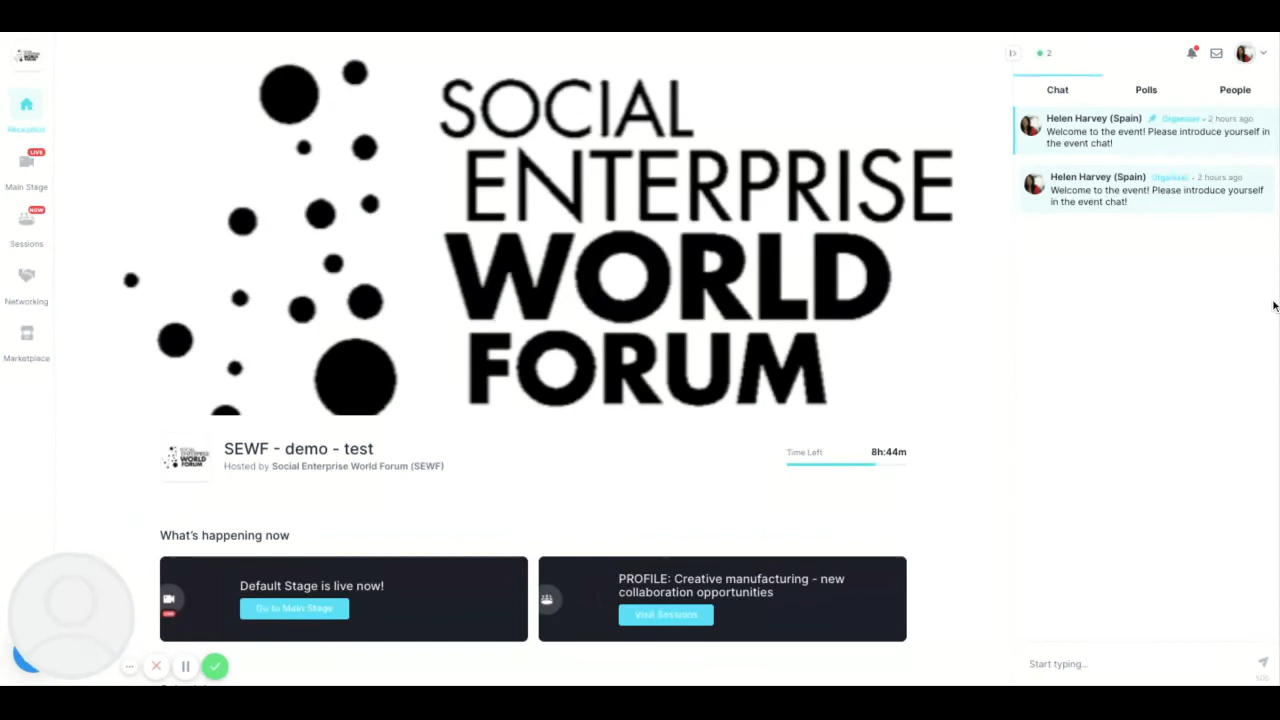 SOCIAL
ENTERPRISE
WORLD
FORUM
Reception
LIVE
Main Stage
NOW
Sessions
Networking
Marketplace
SEWF - demo - test
Hosted by Social Enterprise World Forum (SEWF)
Time Left 8h:44m
What's happening now
Default Stage is live now!
Go to Main Stage
PROFILE: Creative manufacturing - new
collaboration opportunities
Visit Sessions
2
Chat Polls People
Helen Harvey (Spain) Organiser • 2 hours ago
Welcome to the event! Please introduce yourself in
the event chat!
Helen Harvey (Spain) Organiser • 2 hours ago
Welcome to the event! Please introduce yourself
in the event chat!
Start typing...
500